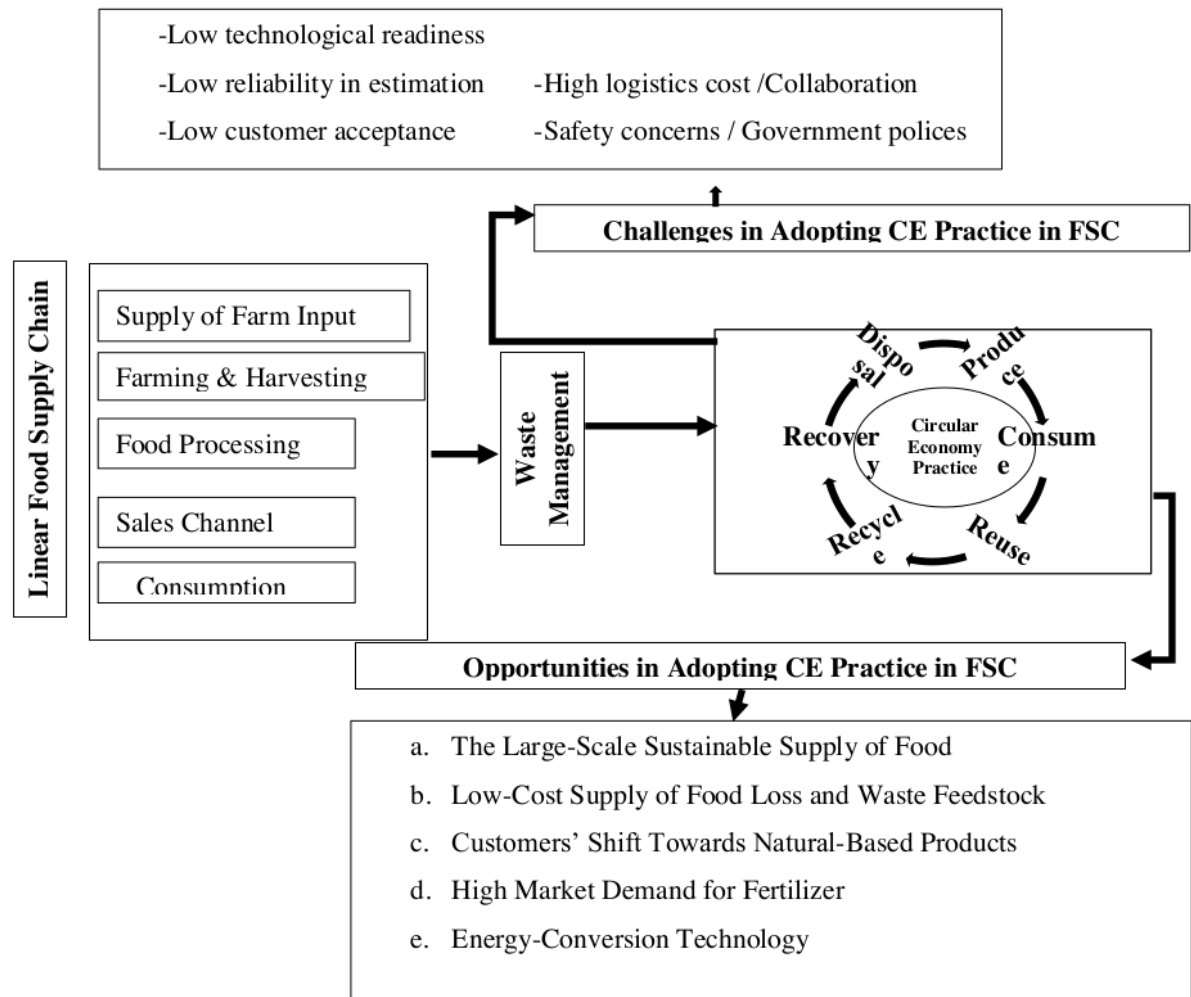 -Low technological readiness
-Low reliability in estimation -High logistics cost /Collaboration
-Low customer acceptance -Safety concerns / Government polices
Challenges in Adopting CE Practice in FSC
Linear Food Supply Chain
Supply of Farm Input
Farming & Harvesting
Food Processing
Sales Channel
Consumption
Waste
Management
Dispo
sal
Produ
ce
Consum
e
Reuse
Recycl
e
Recover
y
Circular
Economy
Practice
Opportunities in Adopting CE Practice in FSC
a. The Large-Scale Sustainable Supply of Food
b. Low-Cost Supply of Food Loss and Waste Feedstock
c. Customers’ Shift Towards Natural-Based Products
d. High Market Demand for Fertilizer
e. Energy-Conversion Technology